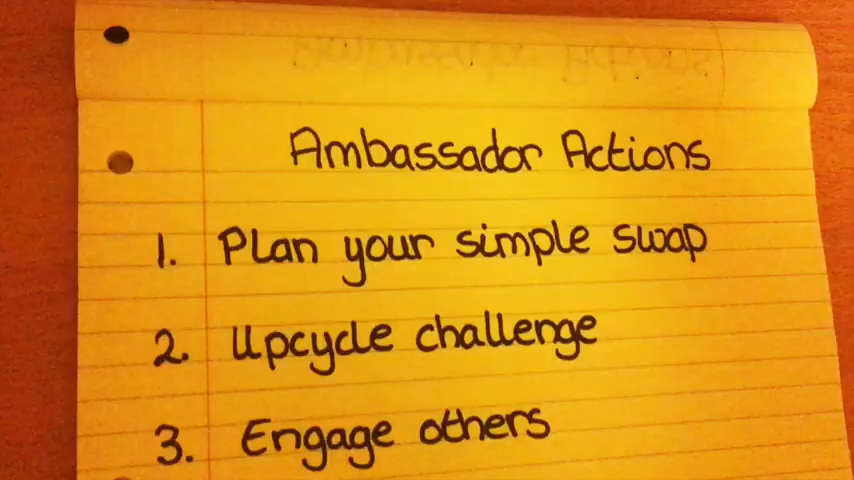 Ambassador Actions
1. Plan your simple swap
2. Upcycle challenge
3. Engage others